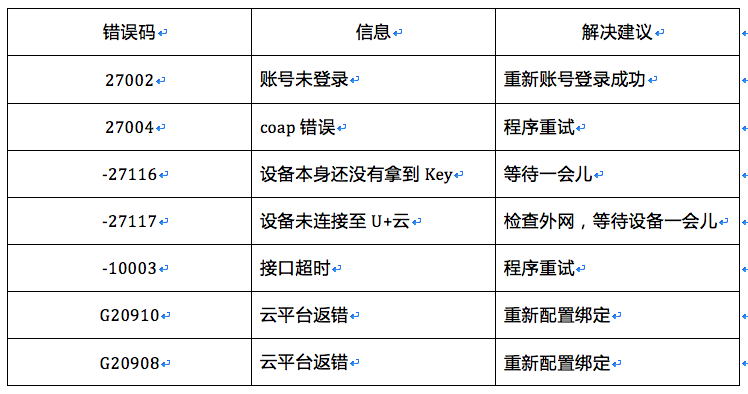 错误码 信息 解决建议
27002 账号未登录 重新账号登录成功
27004 coap 错误 程序重试
-27116 设备本身还没有拿到 Key 等待一会儿
-27117 设备未连接至 U+云 检查外网，等待设备一会儿
-10003 接口超时 程序重试
G20910 云平台返错 重新配置绑定
G20908 云平台返错 重新配置绑定